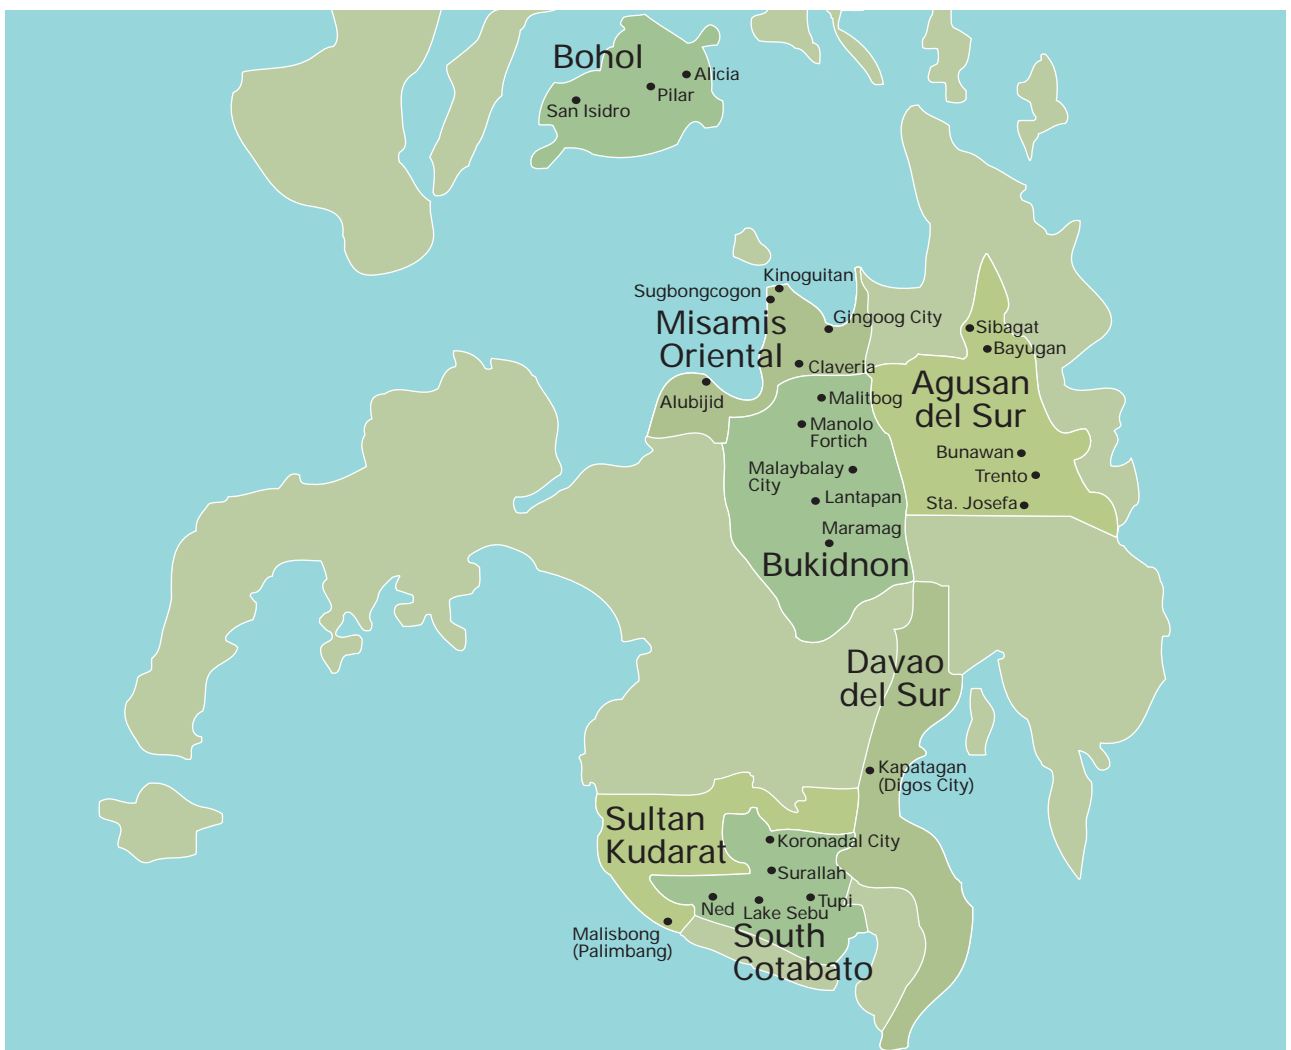 Bohol
Alicia
Pilar
San Isidro
Kinoguitan
Sugbongcogon
Misamis
Oriental
Gingoog City
Claveria
Alubijid
Sibagat
Bayugan
Agusan
del Sur
Malitbog
Manolo
Fortich
Malaybalay
City
Lantapan
Maramag
Bukidnon
Bunawan
Trento
Sta. Josefa
Davao
del Sur
Kapatagan
(Digos City)
Sultan
Kudarat
Koronadal City
Surallah
Ned
Lake Sebu
Tupi
Malisbong
(Palimbang)
South
Cotabato